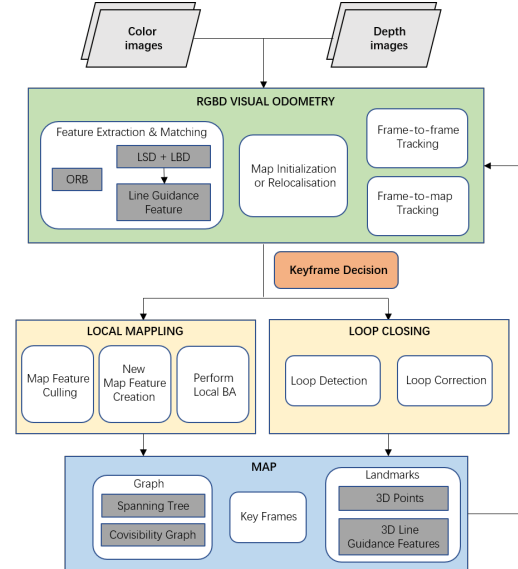 Color
images
Depth
images
RGBD VISUAL ODOMETRY
Feature Extraction & Matching
LSD + LBD
ORB
Line Guidance
Feature
Map Initialization
or Relocalisation
Frame-to-frame
Tracking
Frame-to-map
Tracking
Keyframe Decision
LOCAL MAPPLING
Map Feature
Culling
New
Map Feature
Creation
Perform
Local BA
LOOP CLOSING
Loop Detection
Loop Correction
MAP
Graph
Spanning Tree
Covisibility Graph
Key Frames
Landmarks
3D Points
3D Line
Guidance Features